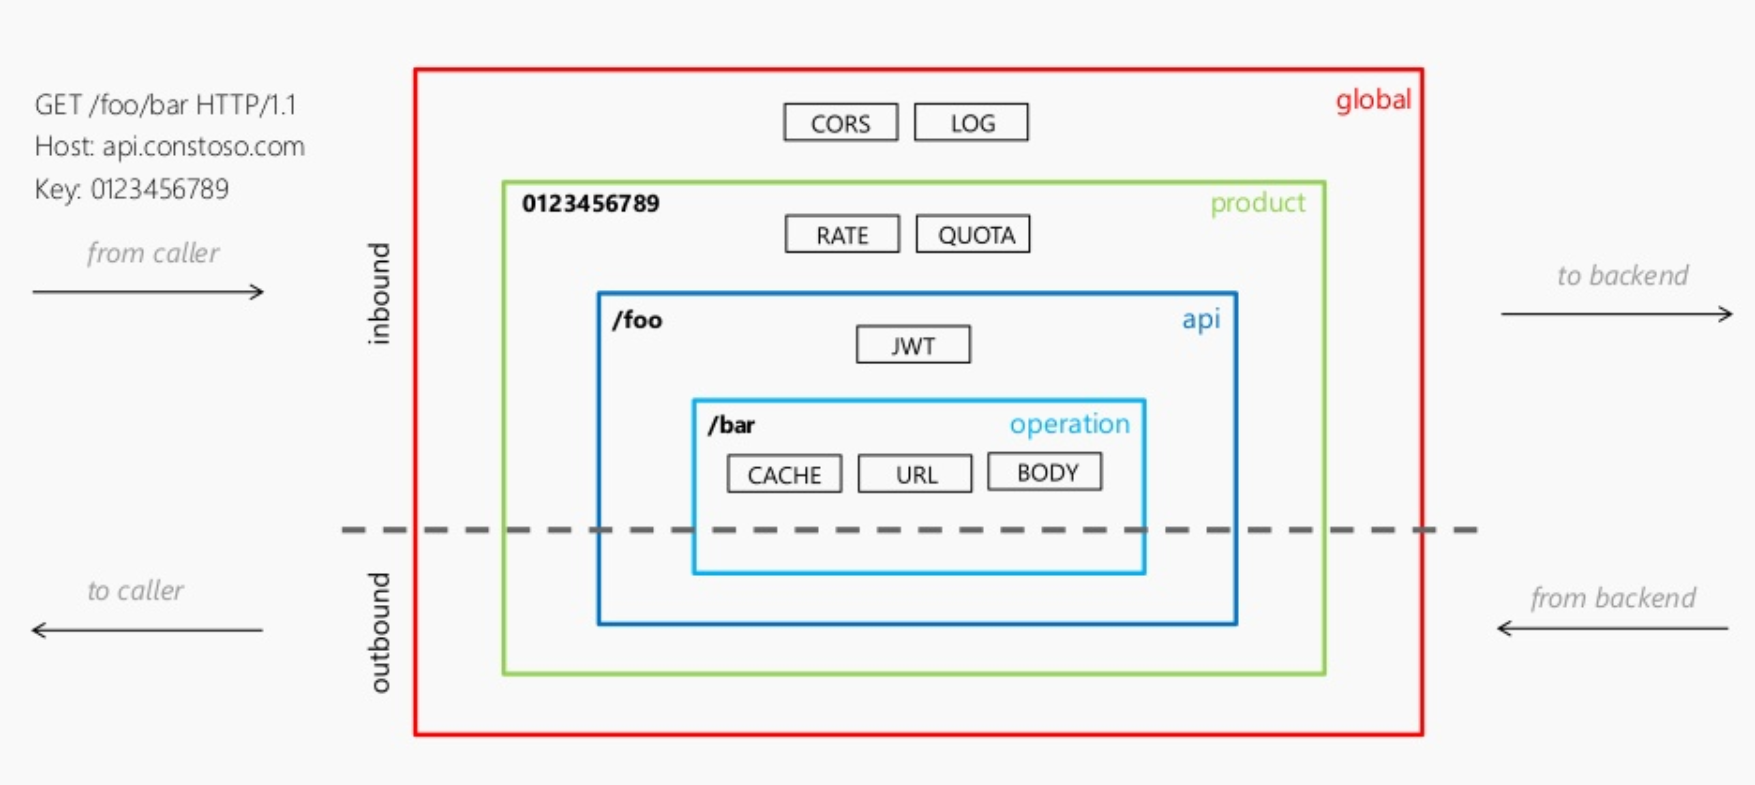 GET /foo/bar HTTP/1.1
Host: api.constoso.com
Key: 0123456789
from caller
inbound
global
CORS LOG
0123456789 product
RATE QUOTA
/foo api
JWT
/bar operation
CACHE URL BODY
to backend
to caller
outbound
from backend